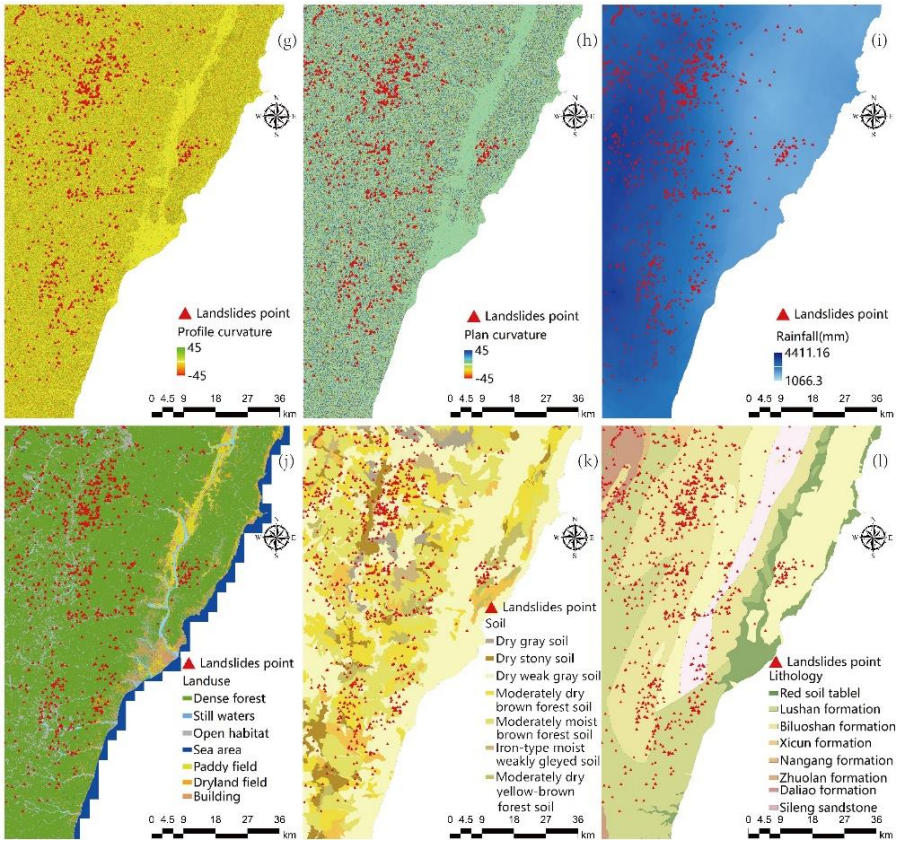 (g)
N
W E
S
Landslides point
Profile curvature
45
-45
0 4.5 9 18 27 36
km
(h)
N
W E
S
Landslides point
Plan curvature
45
-45
0 4.5 9 18 27 36
km
(i)
N
W E
S
Landslides point
Rainfall(mm)
4411.16
1066.3
0 4.5 9 18 27 36
km
(j)
N
W E
S
Landslides point
Landuse
Dense forest
Still waters
Open habitat
Sea area
Paddy field
Dryland field
Building
0 4.5 9 18 27 36
km
(k)
N
W E
S
Landslides point
Soil
Dry gray soil
Dry stony soil
Dry weak gray soil
Moderately dry
brown forest soil
Moderately moist
brown forest soil
Iron-type moist
weakly gleyed soil
Moderately dry
yellow-brown
forest soil
0 4.5 9 18 27 36
km
(l)
N
W E
S
Landslides point
Lithology
Red soil tablel
Lushan formation
Biluoshan formation
Xicun formation
Nangang formation
Zhuolan formation
Daliao formation
Sileng sandstone
0 4.5 9 18 27 36
km